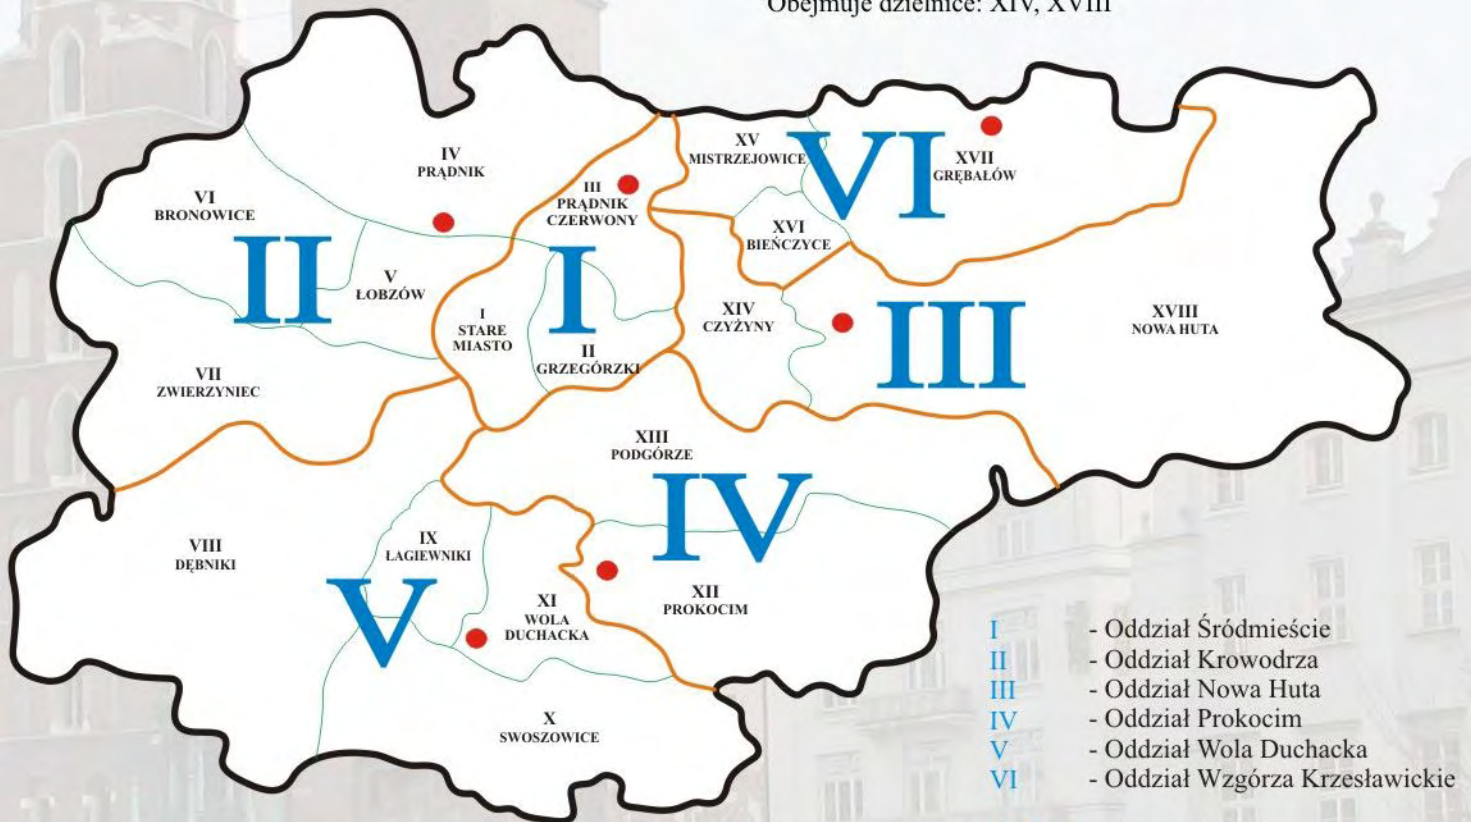 Obejmuje dzielnice: XIV, XVIII
IV
PRĄDNIK
VI
BRONOWICE
II
V
ŁOBZÓW
VII
ZWIERZYNIEC
III
PRĄDNIK
CZERWONY
I
I
STARE
MIASTO
II
GRZEGÓRZKI
XV
MISTRZEJOWICE
VI
XVII
GRĘBAŁÓW
XVI
BIEŃCZYCE
XIV
CZYŻYNY
III
XVIII
NOWA HUTA
XIII
PODGÓRZE
IV
XII
PROKOCIM
VIII
DĘBNIKI
IX
ŁAGIEWNIKI
V
XI
WOLA
DUCHACKA
X
SWOSZOWICE
I - Oddział Śródmieście
II - Oddział Krowodrza
III - Oddział Nowa Huta
IV - Oddział Prokocim
V - Oddział Wola Duchacka
VI - Oddział Wzgórza Krzesławickie